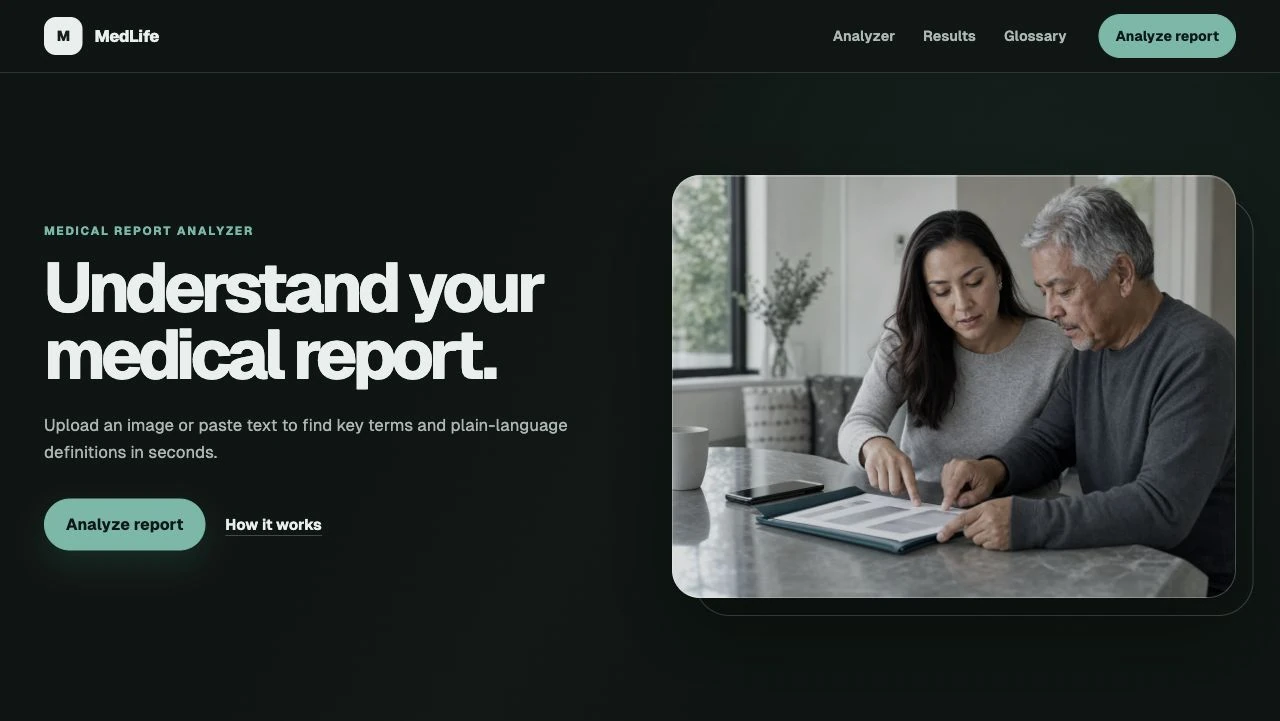 M MedLife
Analyzer Results Glossary Analyze report
MEDICAL REPORT ANALYZER
Understand your
medical report.
Upload an image or paste text to find key terms and plain-language
definitions in seconds.
Analyze report How it works